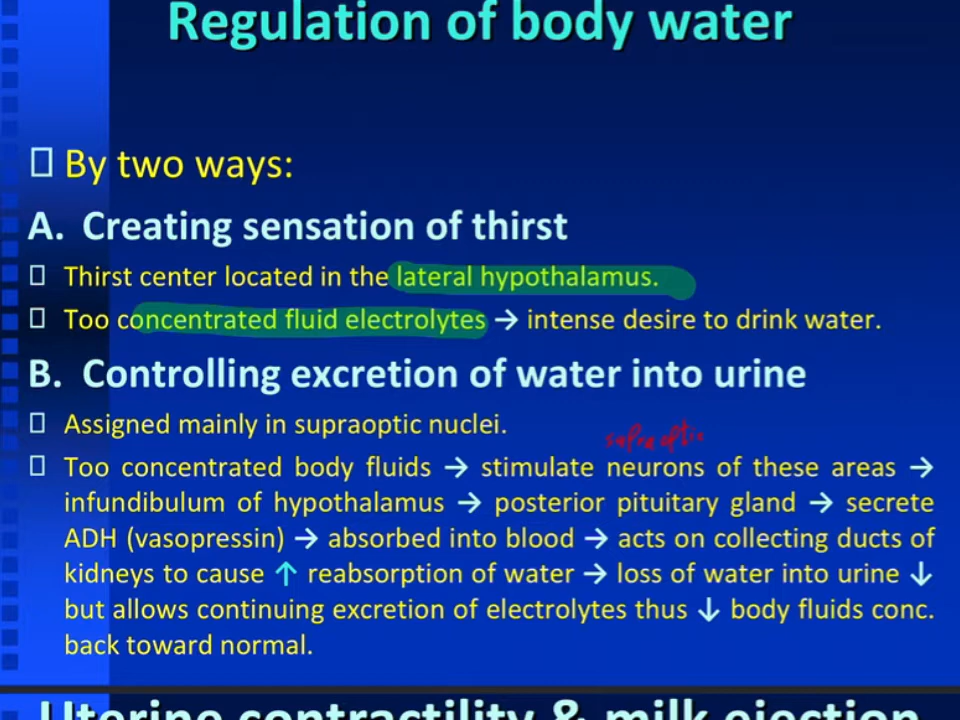 Regulation of body water
By two ways:
A. Creating sensation of thirst
Thirst center located in the lateral hypothalamus.
Too concentrated fluid electrolytes → intense desire to drink water.
B. Controlling excretion of water into urine
Assigned mainly in supraoptic nuclei.
supraoptic
Too concentrated body fluids → stimulate neurons of these areas →
infundibulum of hypothalamus → posterior pituitary gland → secrete
ADH (vasopressin) → absorbed into blood → acts on collecting ducts of
kidneys to cause ↑ reabsorption of water → loss of water into urine ↓
but allows continuing excretion of electrolytes thus ↓ body fluids conc.
back toward normal.
Uterine contractility & milk ejection